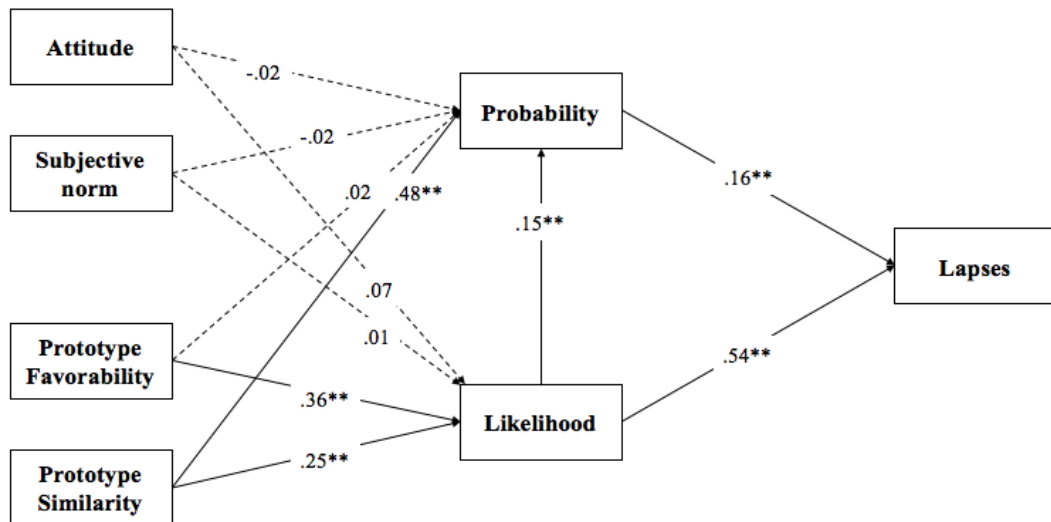 Attitude
Subjective
norm
Prototype
Favorability
Prototype
Similarity
-.02
-.02
.02
.48**
.07
.01
.36**
.25**
Probability
.15**
Likelihood
.16**
.54**
Lapses